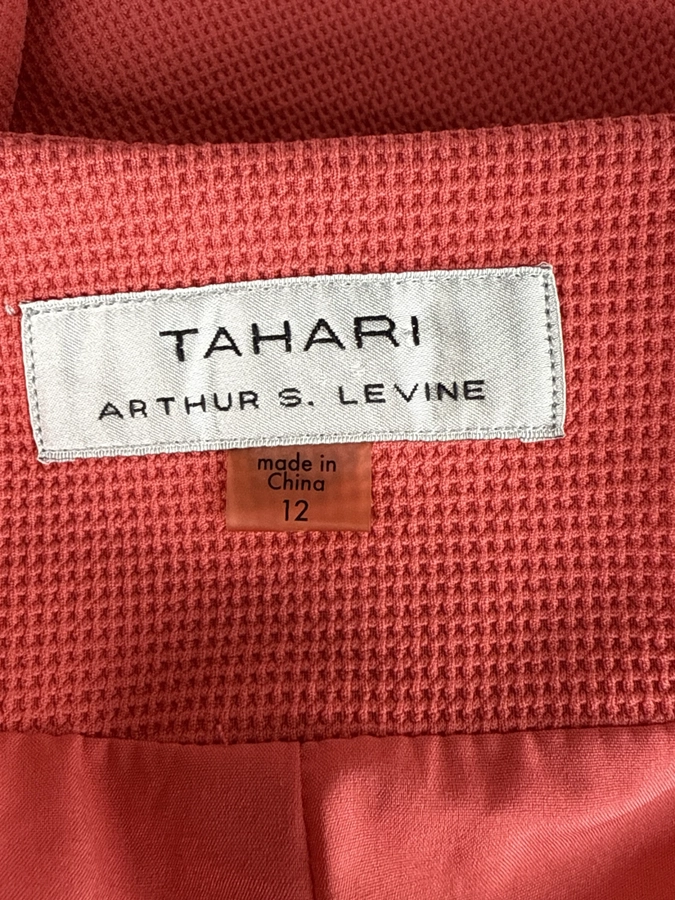 TAHARI
ARTHUR S. LEVINE
made in
China
12